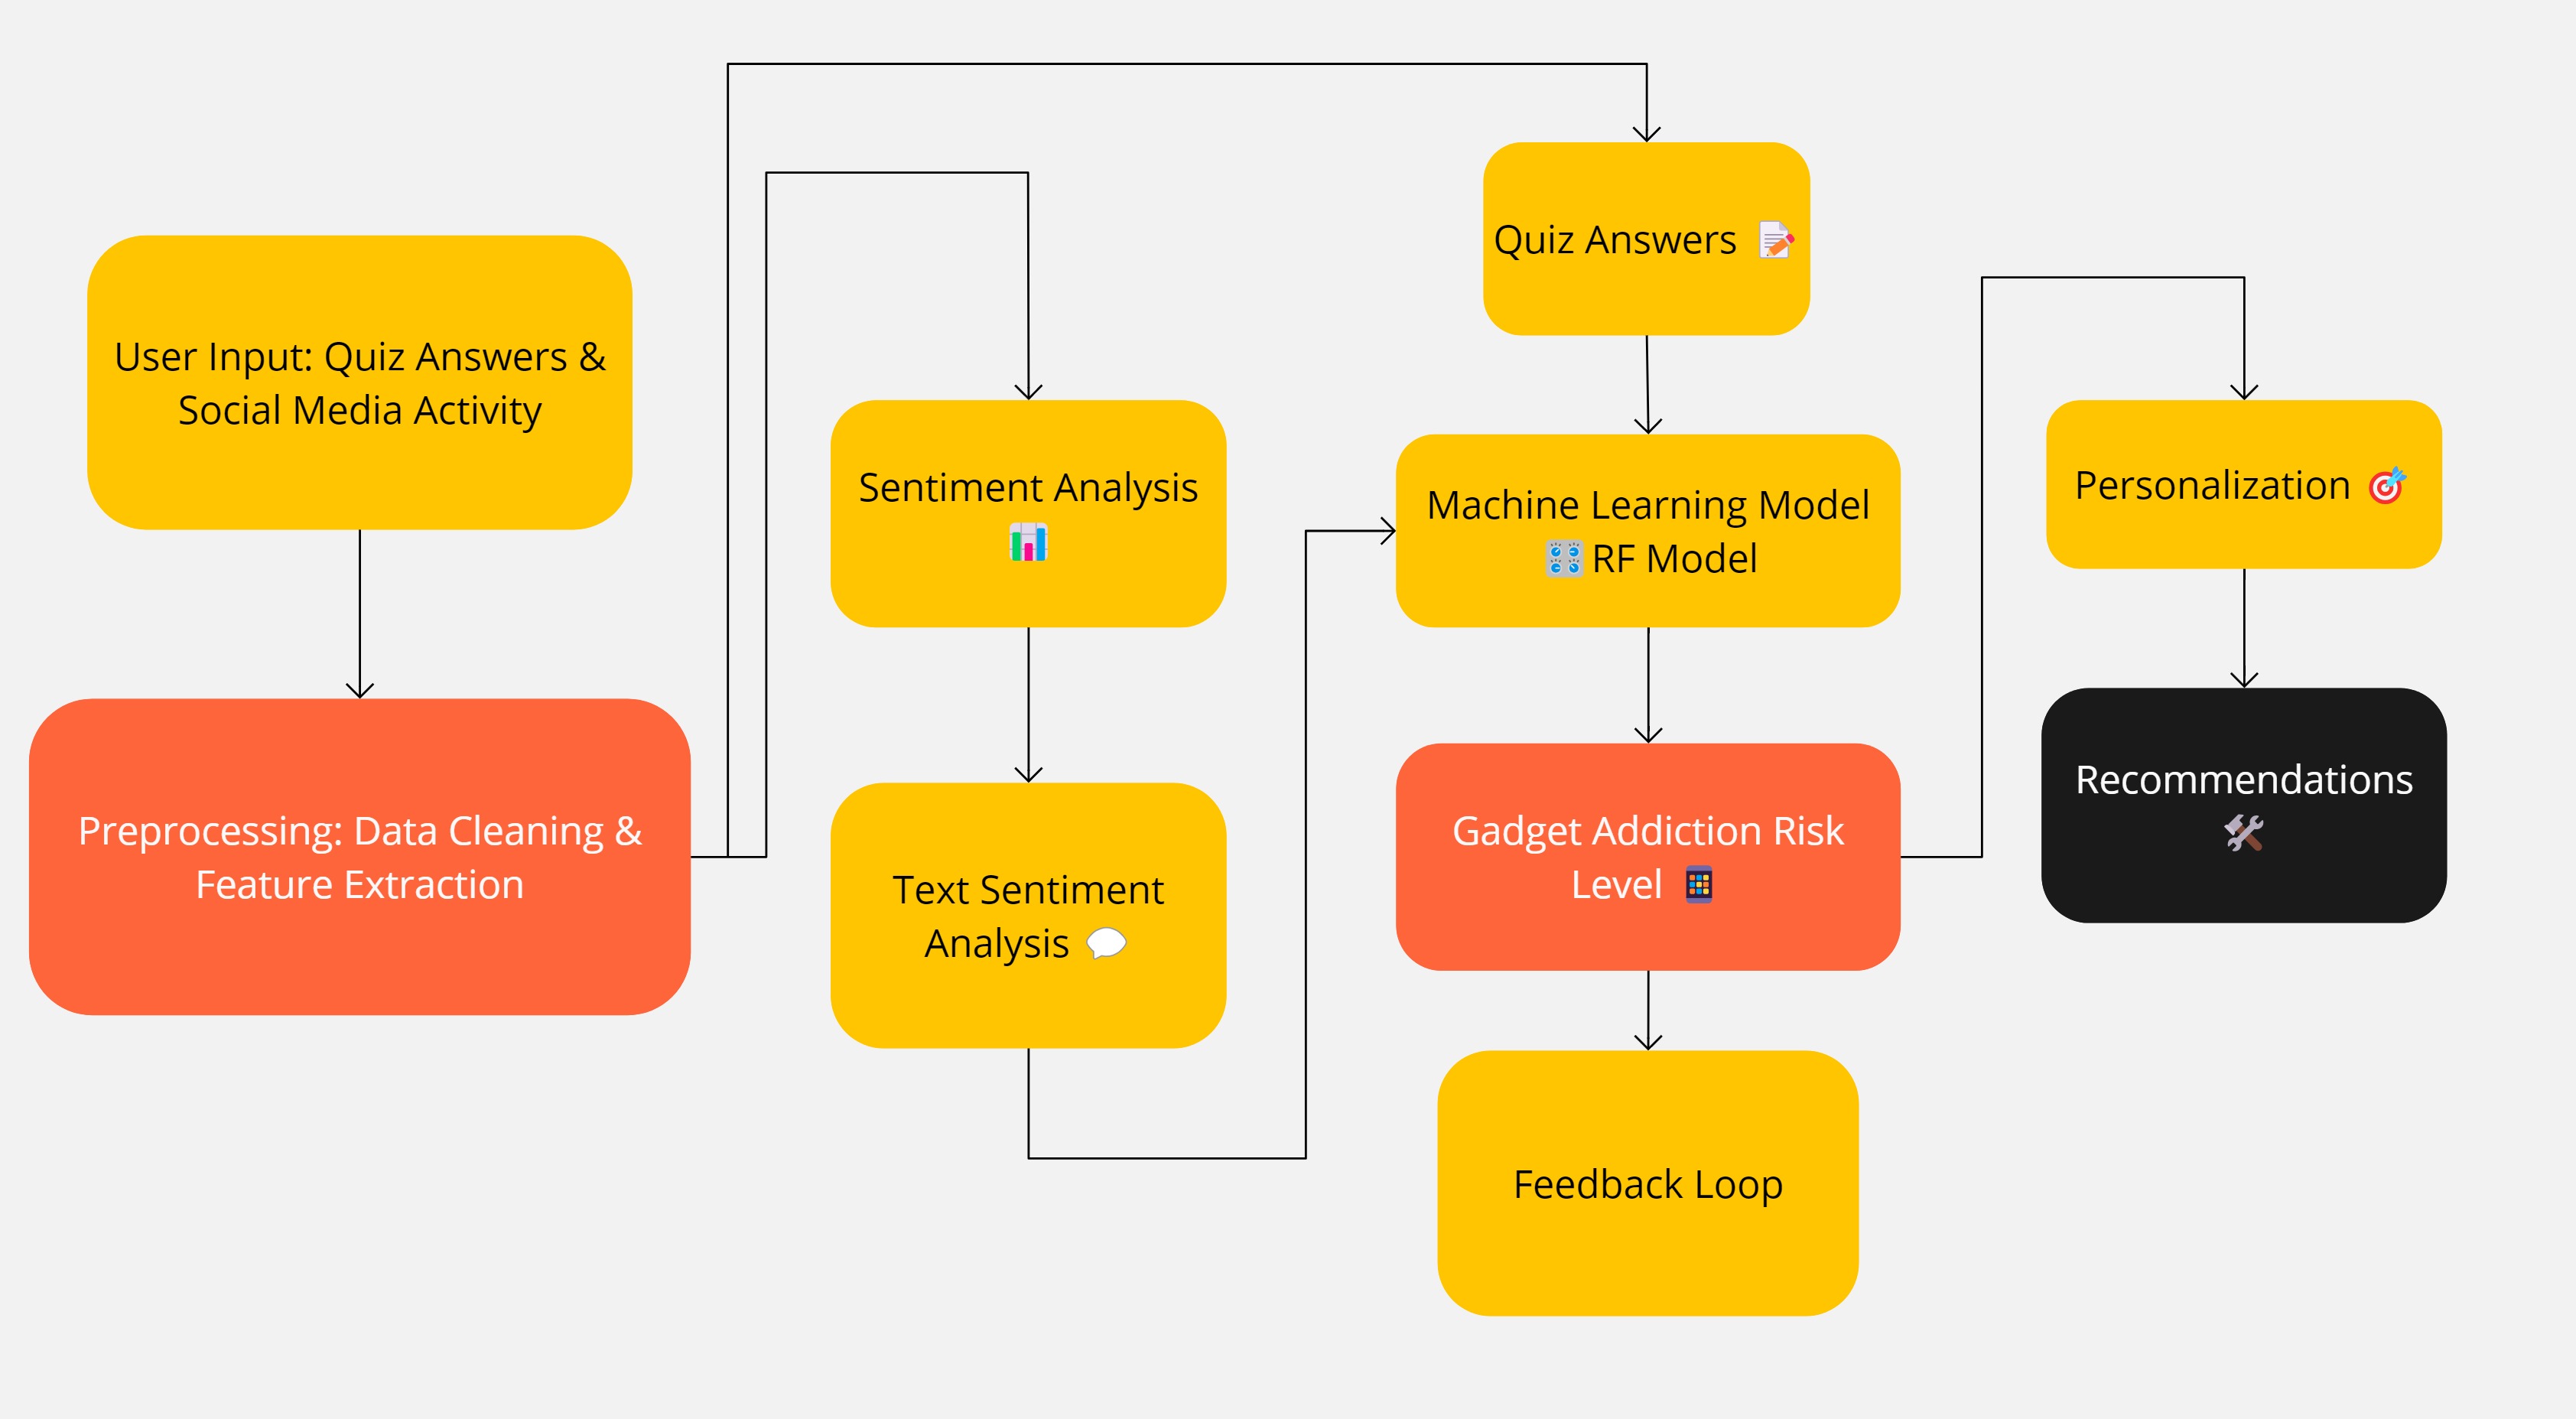 User Input: Quiz Answers &
Social Media Activity
Preprocessing: Data Cleaning &
Feature Extraction
Sentiment Analysis
Text Sentiment
Analysis
Quiz Answers
Machine Learning Model
RF Model
Gadget Addiction Risk
Level
Feedback Loop
Personalization
Recommendations